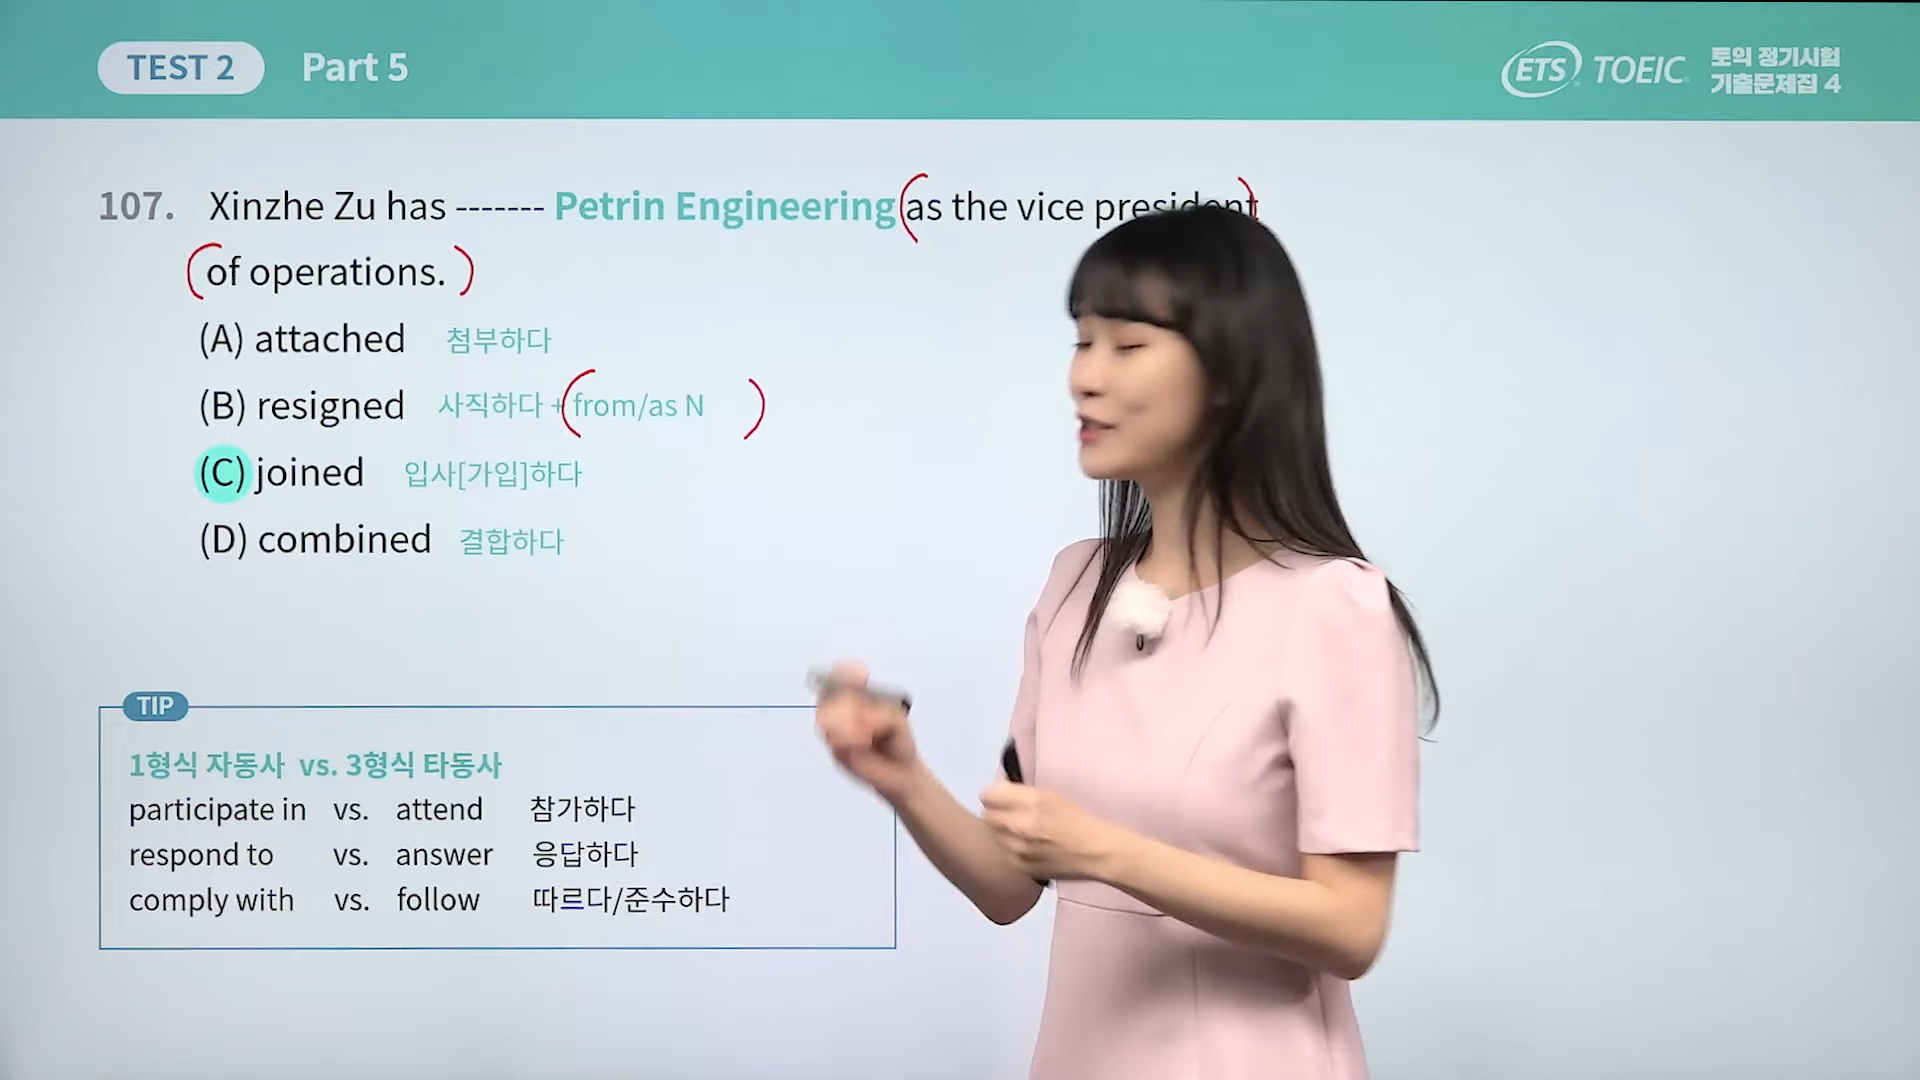 TEST 2 Part 5
ETS TOEIC 토익 정기시험
기출문제집 4
107. Xinzhe Zu has ------- Petrin Engineering as the vice president
of operations.
(A) attached 첨부하다
(B) resigned 사직하다 + from/as N
(C) joined 입사[가입]하다
(D) combined 결합하다
TIP
1형식 자동사 vs. 3형식 타동사
participate in vs. attend 참가하다
respond to vs. answer 응답하다
comply with vs. follow 따르다/준수하다